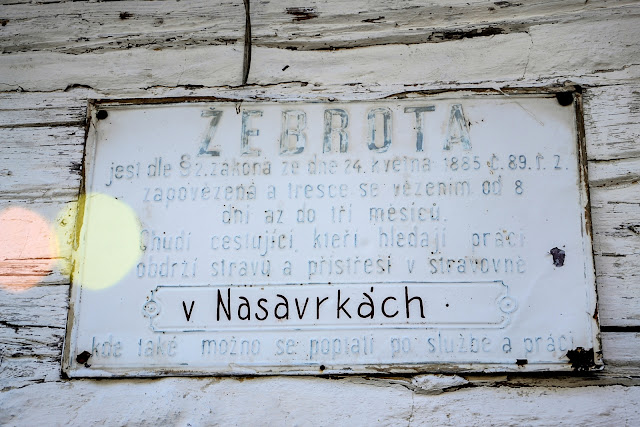 ŽEBROTA
jest dle § 2. zákona ze dne 24. května 1885 č. 89. ř. z.
zapovězená a tresce se vězením od 8
dní až do tří měsíců.
Chudí cestující, kteří hledají práci
obdrží stravu a přístřeší v stravovně
v Nasavrkách.
kde také možno se poptati po službě a práci